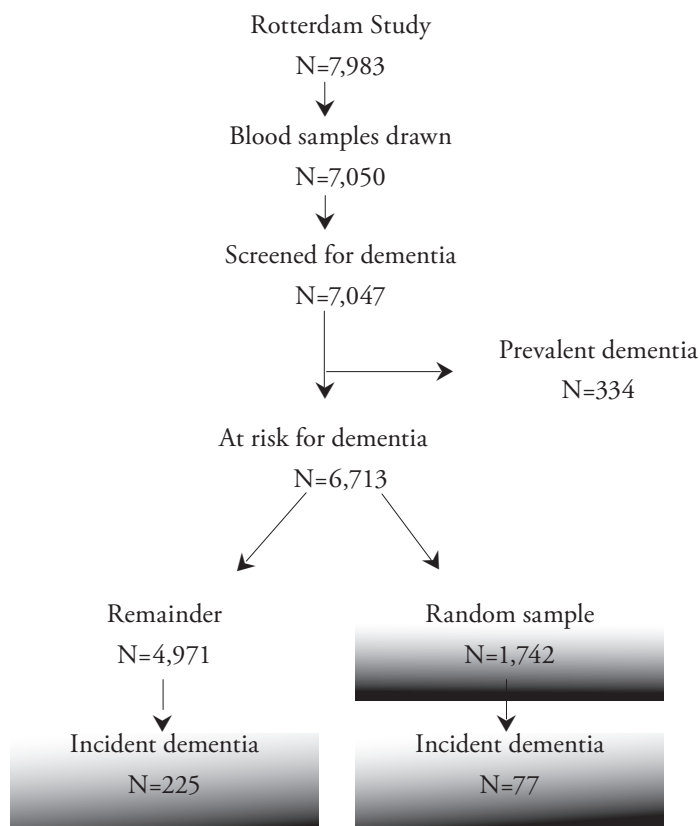 Rotterdam Study
N=7,983
Blood samples drawn
N=7,050
Screened for dementia
N=7,047
Prevalent dementia
N=334
At risk for dementia
N=6,713
Remainder
N=4,971
Random sample
N=1,742
Incident dementia
N=225
Incident dementia
N=77